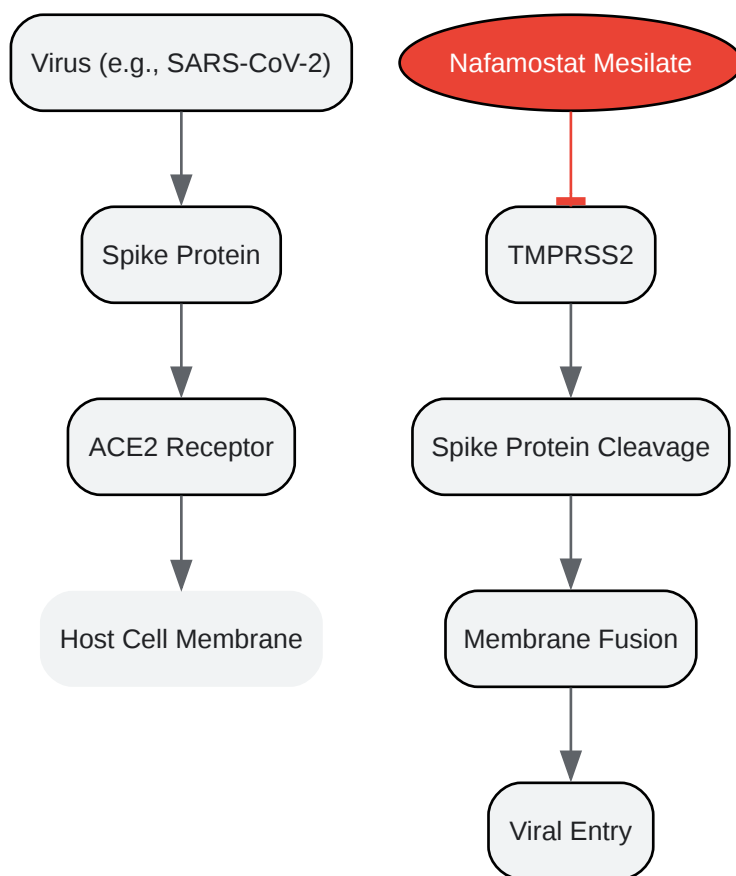 Virus (e.g., SARS-CoV-2)
Nafamostat Mesilate
Spike Protein
TMPRSS2
ACE2 Receptor
Spike Protein Cleavage
Host Cell Membrane
Membrane Fusion
Viral Entry